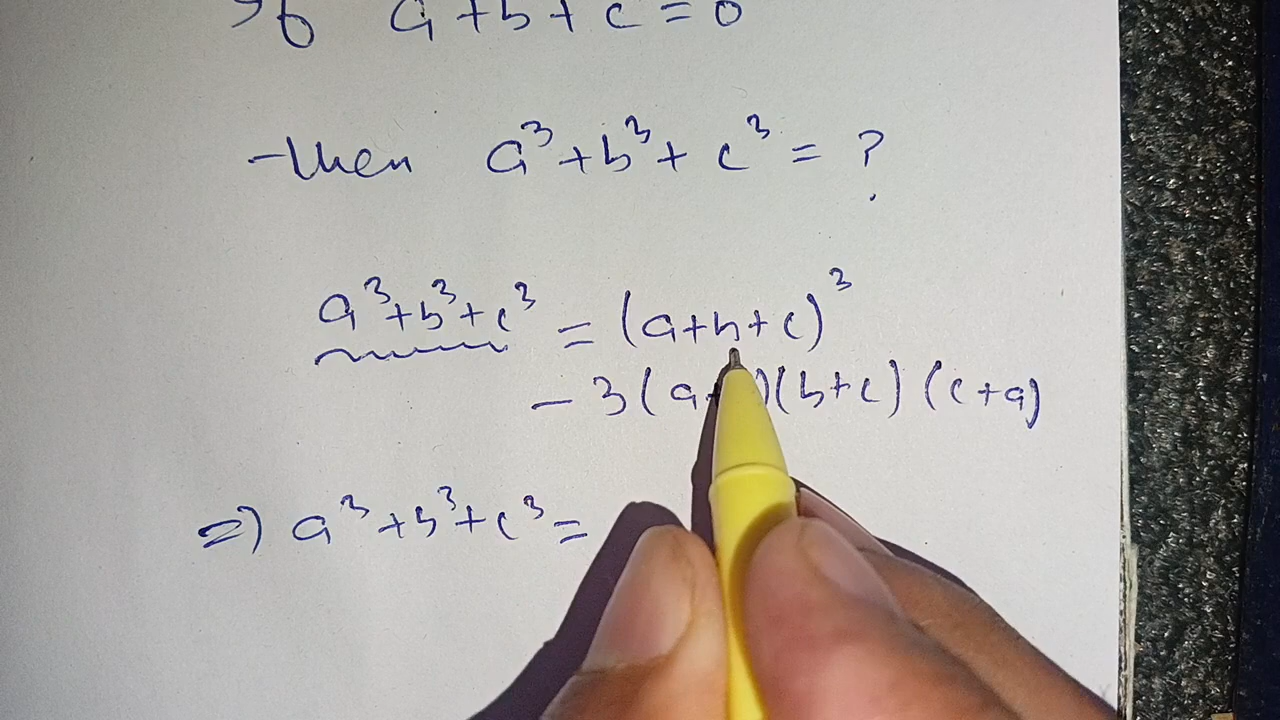 If a+b+c=0
then a³+b³+c³=?
a³+b³+c³ = (a+b+c)³
-3(a+ )(b+c)(c+a)
=) a³+b³+c³=